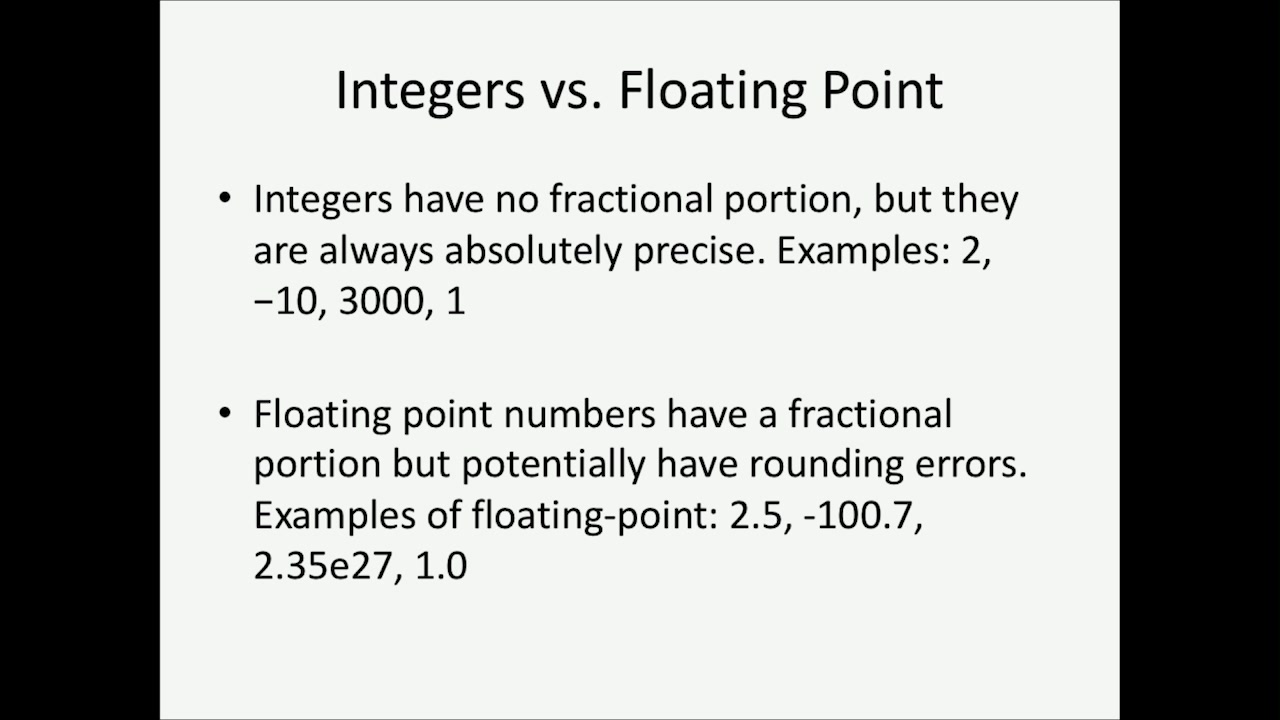 Integers vs. Floating Point
• Integers have no fractional portion, but they
are always absolutely precise. Examples: 2,
−10, 3000, 1
• Floating point numbers have a fractional
portion but potentially have rounding errors.
Examples of floating-point: 2.5, -100.7,
2.35e27, 1.0